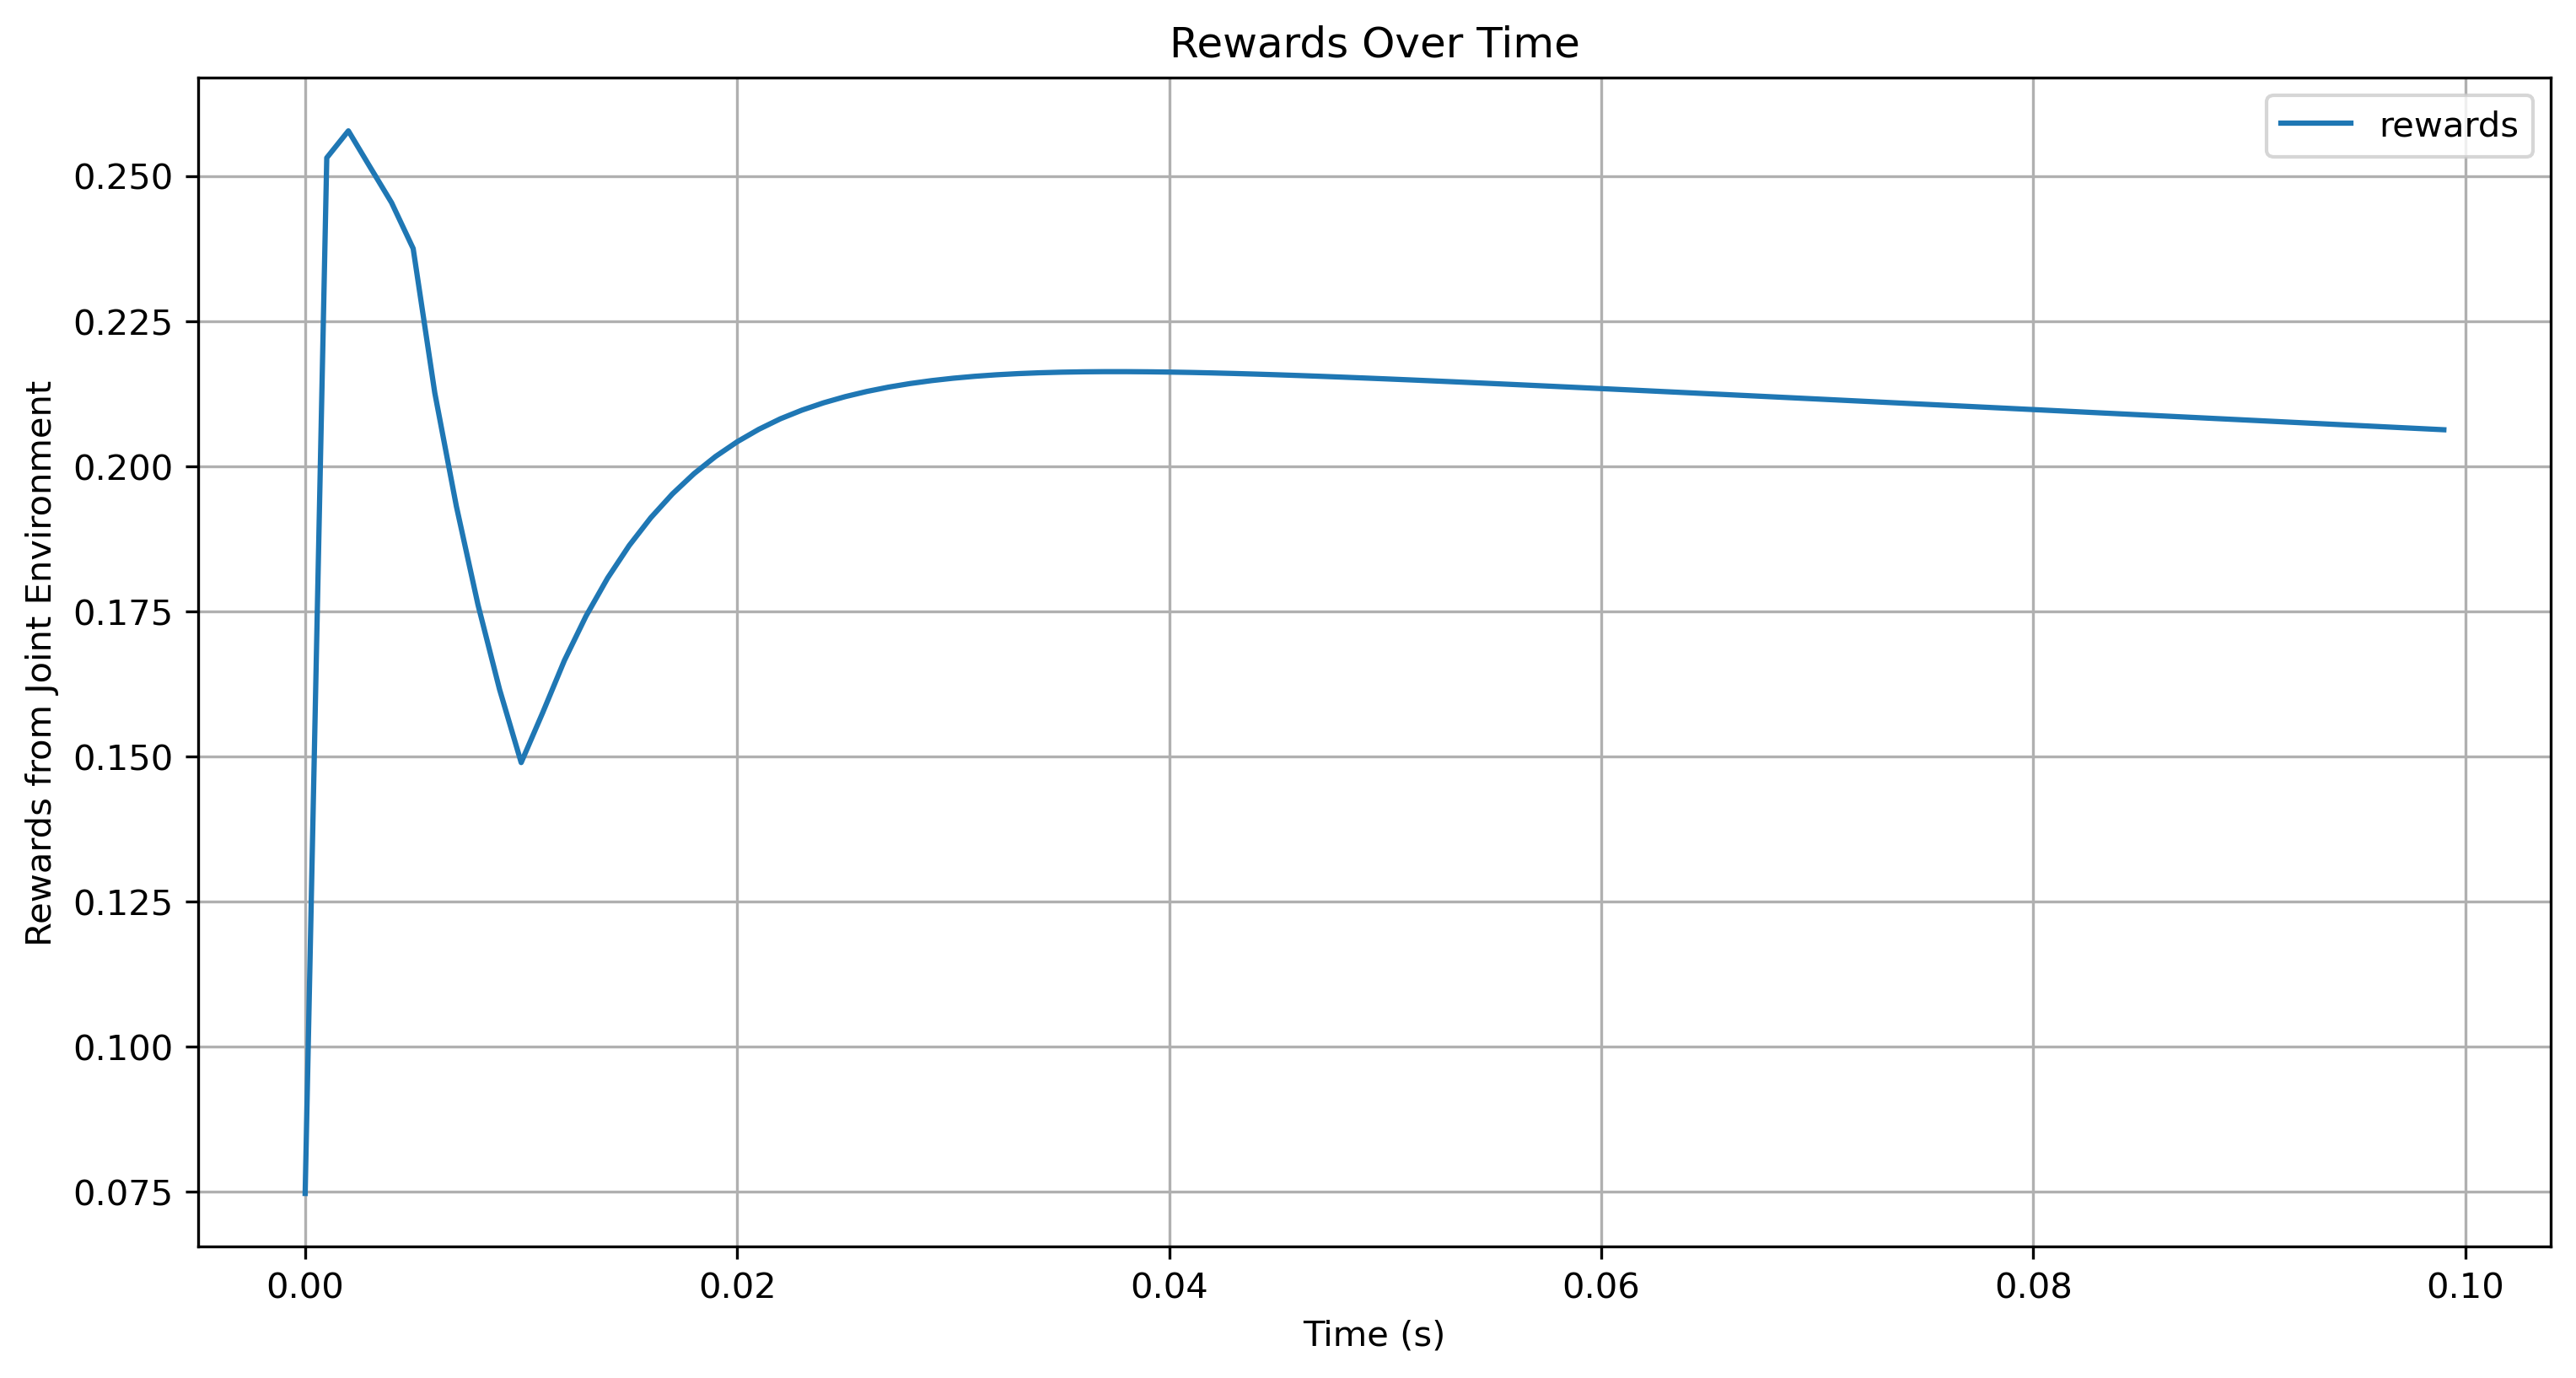 Rewards Over Time
rewards
Rewards from Joint Environment
0.250
0.225
0.200
0.175
0.150
0.125
0.100
0.075
0.00 0.02 0.04 0.06 0.08 0.10
Time (s)